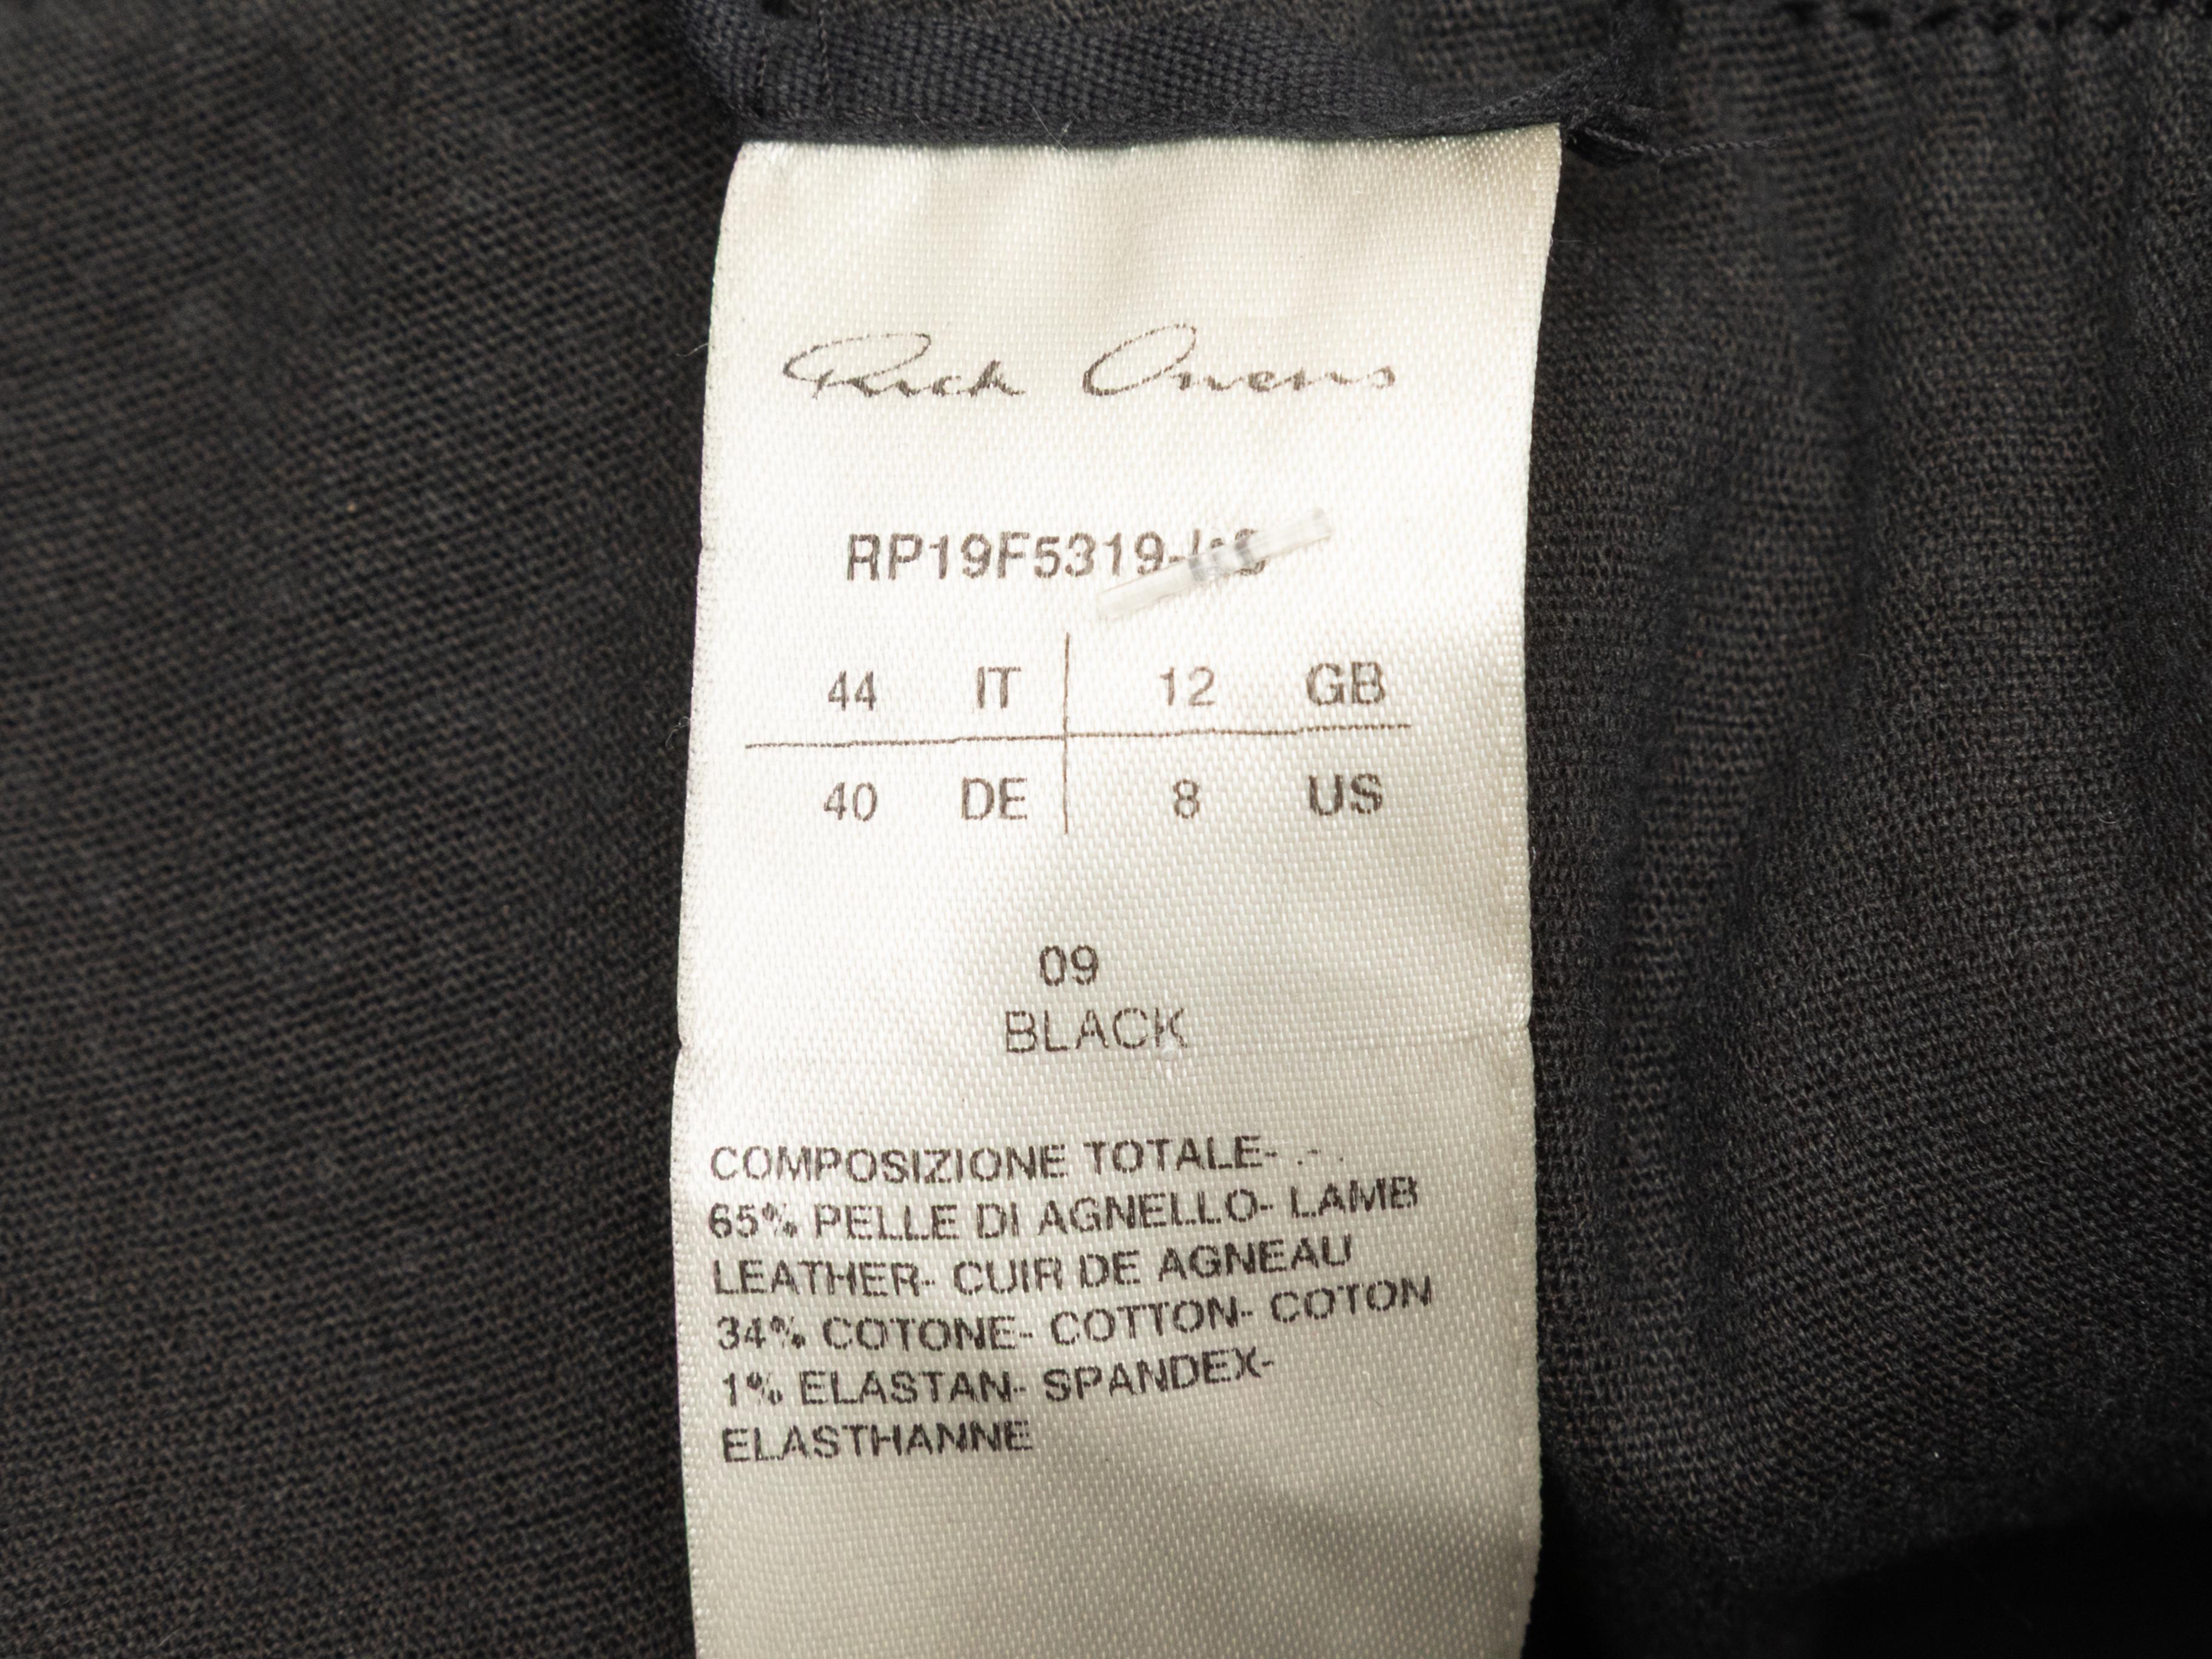 Rick Owens
RP19F5319-
44 IT 12 GB
40 DE 8 US
09
BLACK
COMPOSIZIONE TOTALE- .- .
65% PELLE DI AGNELLO- LAMB
LEATHER- CUIR DE AGNEAU
34% COTONE- COTTON- COTON
1% ELASTAN- SPANDEX-
ELASTHANNE